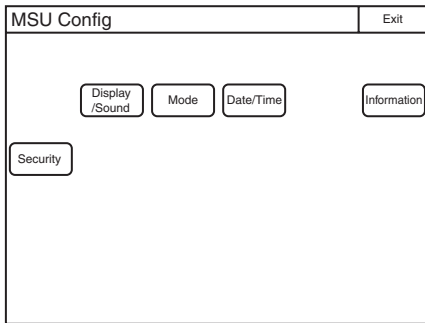 MSU Config
Exit
Display
/Sound
Mode
Date/Time
Information
Security